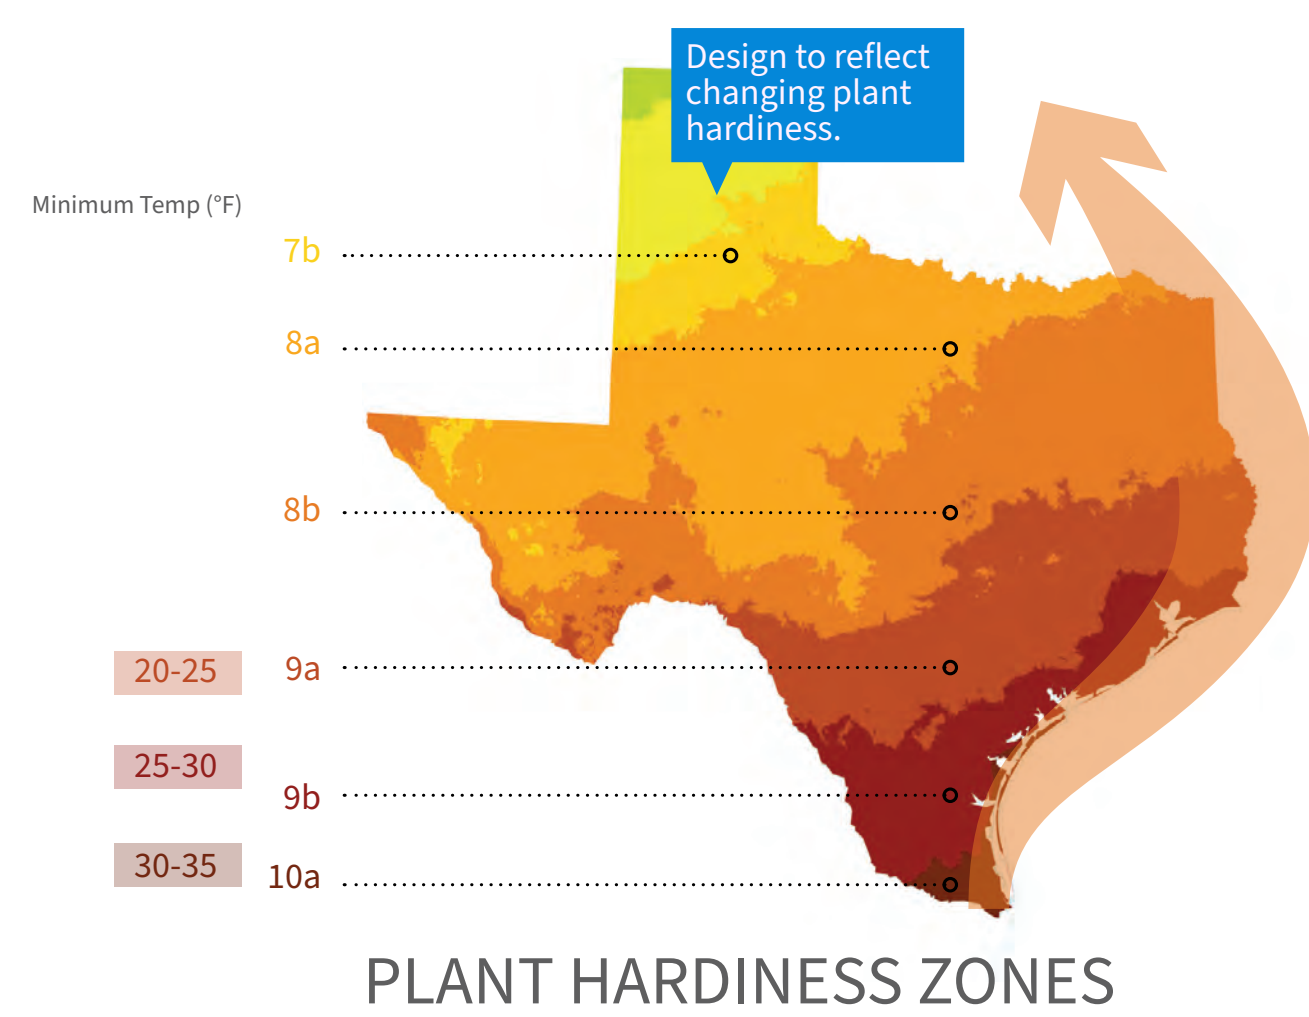 Design to reflect
changing plant
hardiness.
Minimum Temp (°F)
7b
8a
8b
20-25 9a
25-30 9b
30-35 10a
PLANT HARDINESS ZONES